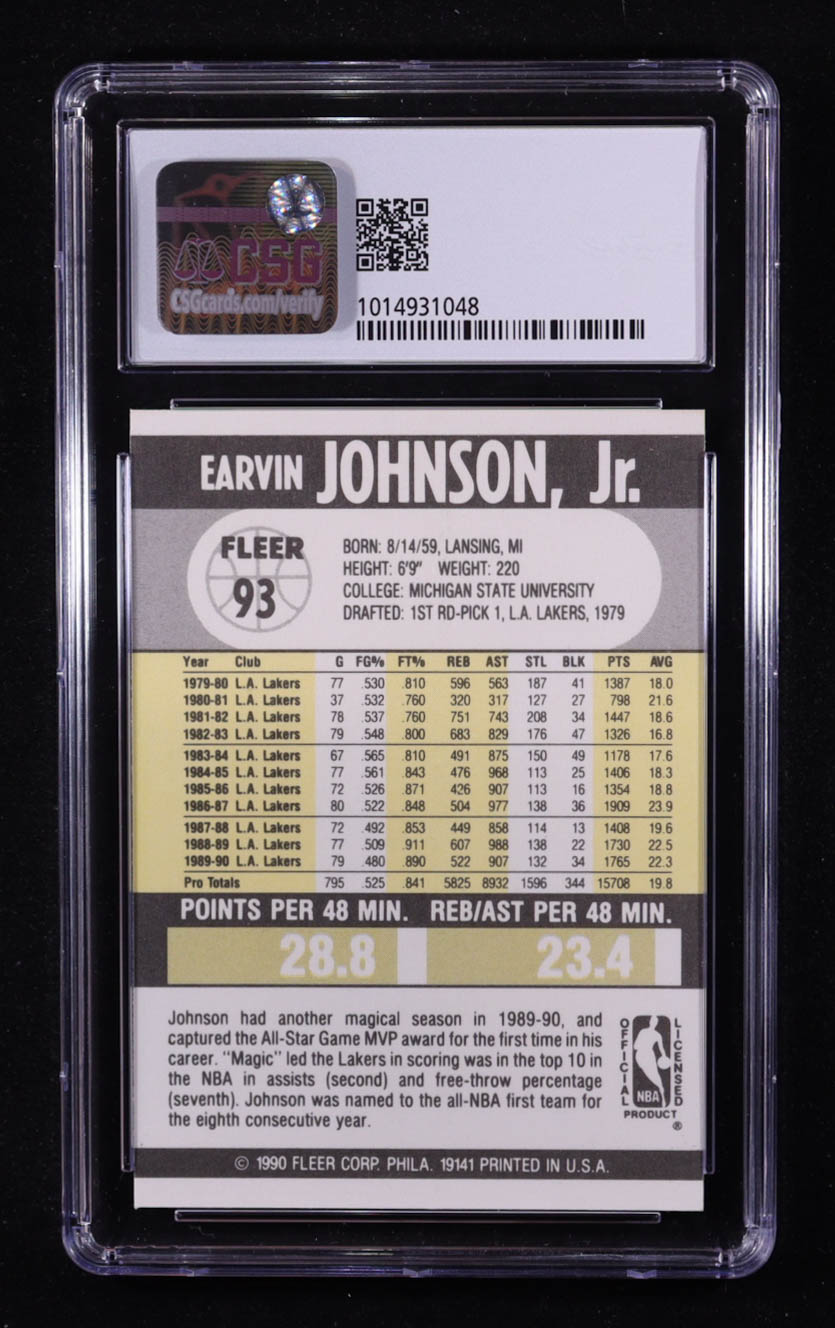 CSG
CSGcards.com/verify
1014931048
EARVIN JOHNSON, Jr.
FLEER
93
BORN: 8/14/59, LANSING, MI
HEIGHT: 6'9" WEIGHT: 220
COLLEGE: MICHIGAN STATE UNIVERSITY
DRAFTED: 1ST RD-PICK 1, L.A. LAKERS, 1979
Year Club G FG% FT% REB AST STL BLK PTS AVG
1979-80 L.A. Lakers 77 .530 .810 596 563 187 41 1387 18.0
1980-81 L.A. Lakers 37 .532 .760 320 317 127 27 798 21.6
1981-82 L.A. Lakers 78 .537 .760 751 743 208 34 1447 18.6
1982-83 L.A. Lakers 79 .548 .800 683 829 176 47 1326 16.8
1983-84 L.A. Lakers 67 .565 .810 491 875 150 49 1178 17.6
1984-85 L.A. Lakers 77 .561 .843 476 968 113 25 1406 18.3
1985-86 L.A. Lakers 72 .526 .871 426 907 113 16 1354 18.8
1986-87 L.A. Lakers 80 .522 .848 504 977 138 36 1909 23.9
1987-88 L.A. Lakers 72 .492 .853 449 858 114 13 1408 19.6
1988-89 L.A. Lakers 77 .509 .911 607 988 138 22 1730 22.5
1989-90 L.A. Lakers 79 .480 .890 522 907 132 34 1765 22.3
Pro Totals 795 .525 .841 5825 8932 1596 344 15708 19.8
POINTS PER 48 MIN. REB/AST PER 48 MIN.
28.8 23.4
Johnson had another magical season in 1989-90, and
captured the All-Star Game MVP award for the first time in his
career. "Magic" led the Lakers in scoring was in the top 10 in
the NBA in assists (second) and free-throw percentage
(seventh). Johnson was named to the all-NBA first team for
the eighth consecutive year.
OFFICIAL
LICENSED
NBA
PRODUCT
®
© 1990 FLEER CORP. PHILA. 19141 PRINTED IN U.S.A.